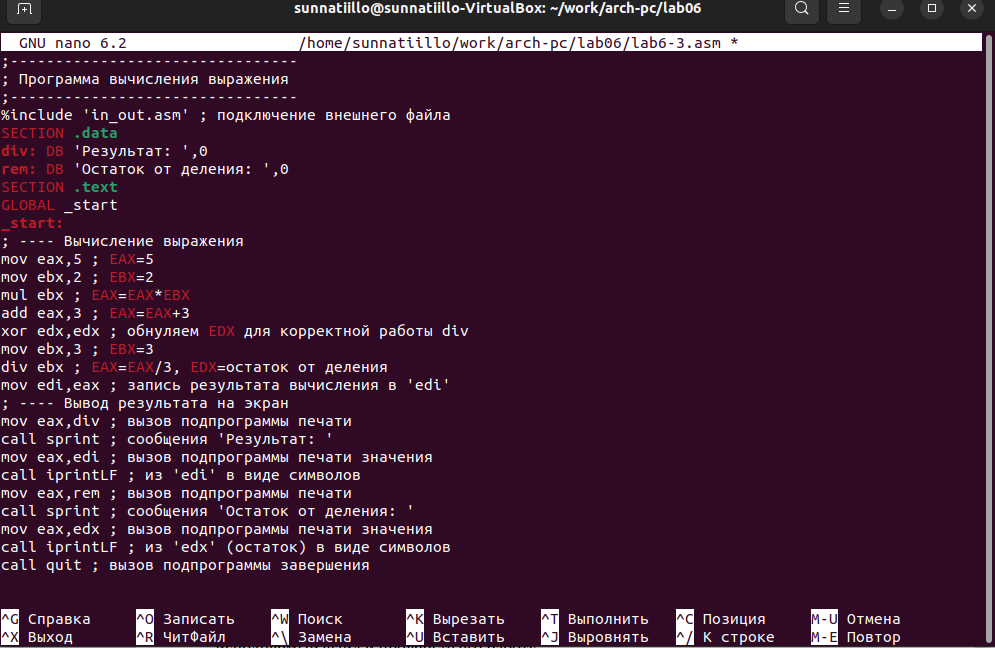 sunnatiillo@sunnatiillo-VirtualBox: ~/work/arch-pc/lab06
GNU nano 6.2 /home/sunnatiillo/work/arch-pc/lab06/lab6-3.asm *
;--------------------------------
; Программа вычисления выражения
;--------------------------------
%include 'in_out.asm' ; подключение внешнего файла
SECTION .data
div: DB 'Результат: ',0
rem: DB 'Остаток от деления: ',0
SECTION .text
GLOBAL _start
_start:
; ---- Вычисление выражения
mov eax,5 ; EAX=5
mov ebx,2 ; EBX=2
mul ebx ; EAX=EAX*EBX
add eax,3 ; EAX=EAX+3
xor edx,edx ; обнуляем EDX для корректной работы div
mov ebx,3 ; EBX=3
div ebx ; EAX=EAX/3, EDX=остаток от деления
mov edi,eax ; запись результата вычисления в 'edi'
; ---- Вывод результата на экран
mov eax,div ; вызов подпрограммы печати
call sprint ; сообщения 'Результат: '
mov eax,edi ; вызов подпрограммы печати значения
call iprintLF ; из 'edi' в виде символов
mov eax,rem ; вызов подпрограммы печати
call sprint ; сообщения 'Остаток от деления: '
mov eax,edx ; вызов подпрограммы печати значения
call iprintLF ; из 'edx' (остаток) в виде символов
call quit ; вызов подпрограммы завершения
^G Справка ^O Записать ^W Поиск ^K Вырезать ^T Выполнить ^C Позиция M-U Отмена
^X Выход ^R ЧитФайл ^\ Замена ^U Вставить ^J Выровнять ^/ К строке M-E Повтор